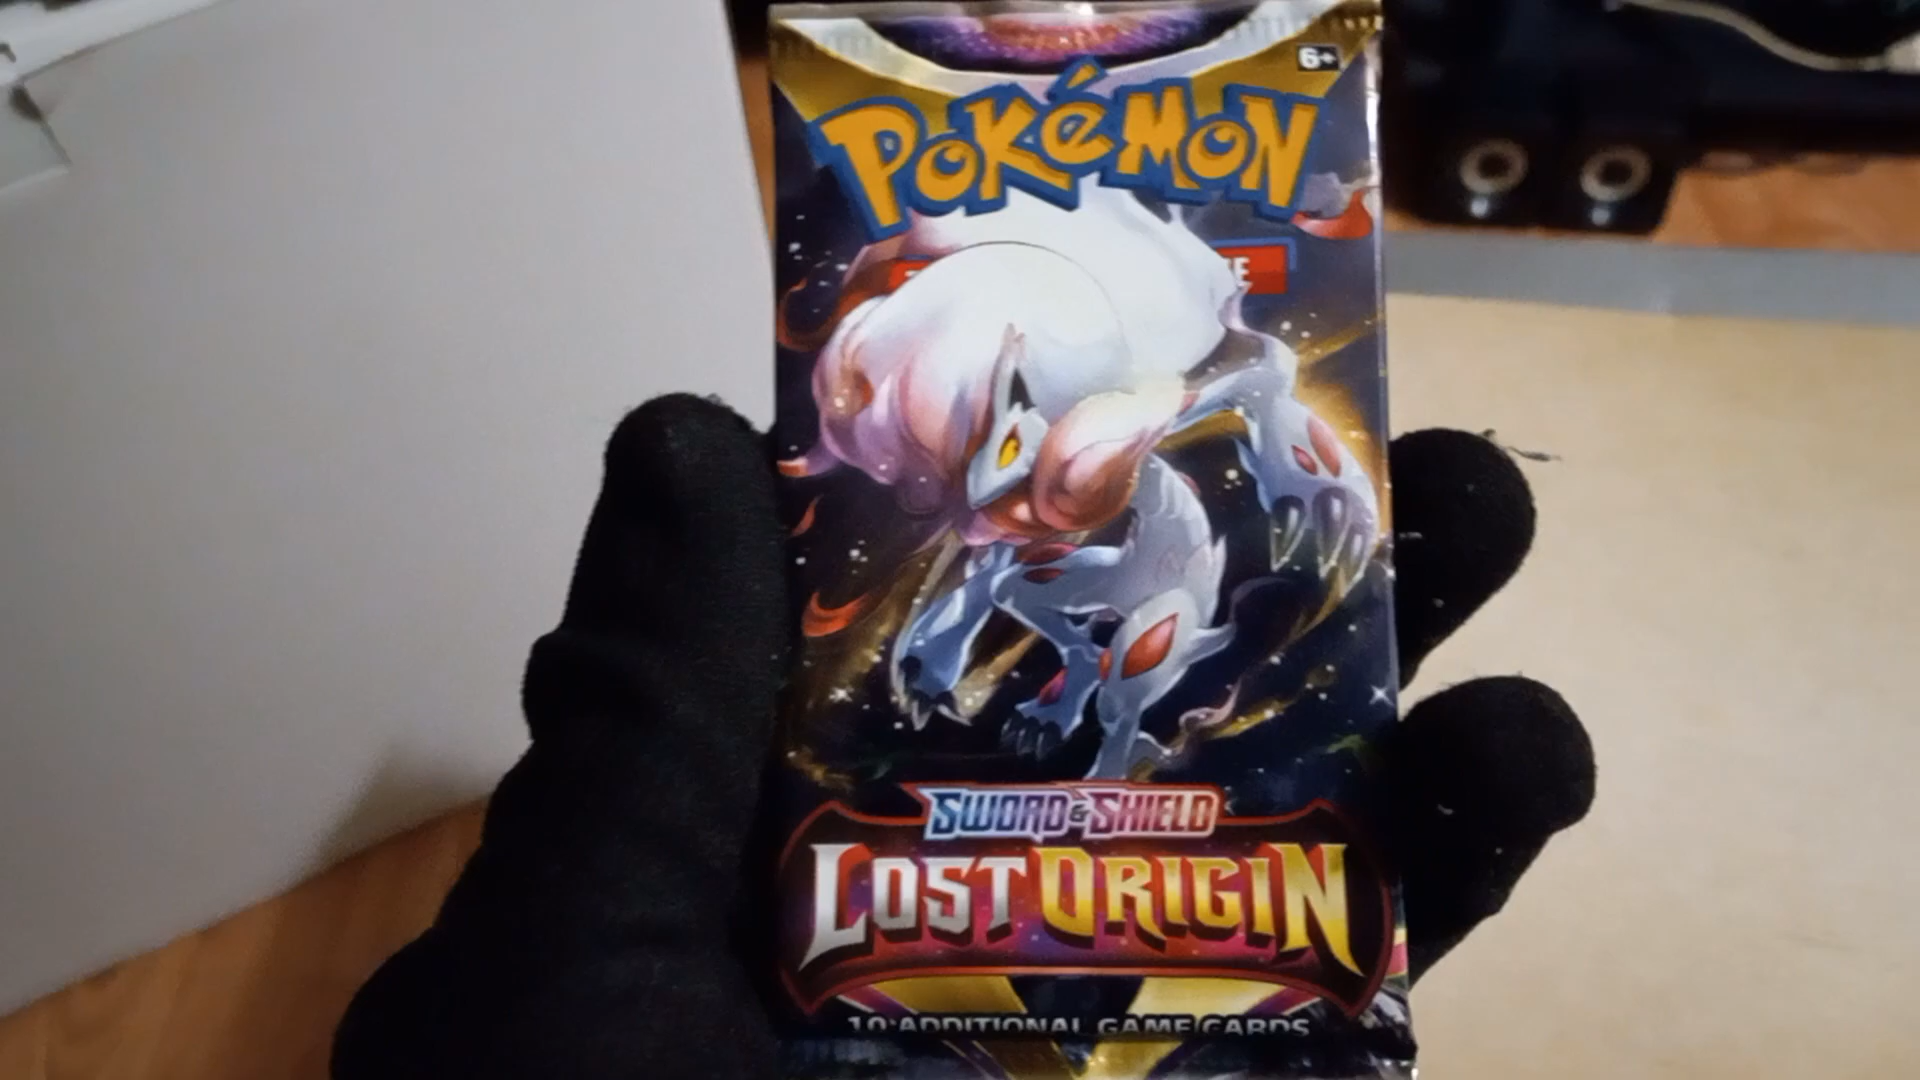 6+
POKéMON
SWORD & SHIELD
LOST ORIGIN
10 ADDITIONAL GAME CARDS